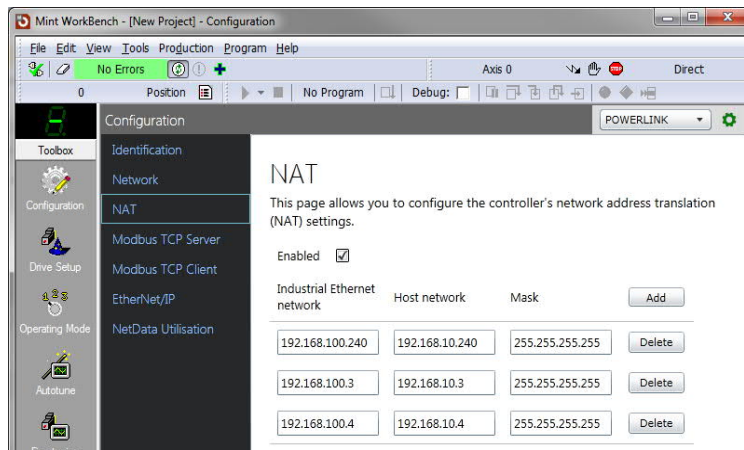 Mint WorkBench - [New Project] - Configuration
File Edit View Tools Production Program Help
No Errors Axis 0 STOP Direct
0 Position No Program Debug:
Configuration POWERLINK
Toolbox
Configuration
Drive Setup
Operating Mode
Autotune
Identification
Network
NAT
Modbus TCP Server
Modbus TCP Client
EtherNet/IP
NetData Utilisation
NAT
This page allows you to configure the controller's network address translation
(NAT) settings.
Enabled
Industrial Ethernet
network Host network Mask Add
192.168.100.240 192.168.10.240 255.255.255.255 Delete
192.168.100.3 192.168.10.3 255.255.255.255 Delete
192.168.100.4 192.168.10.4 255.255.255.255 Delete